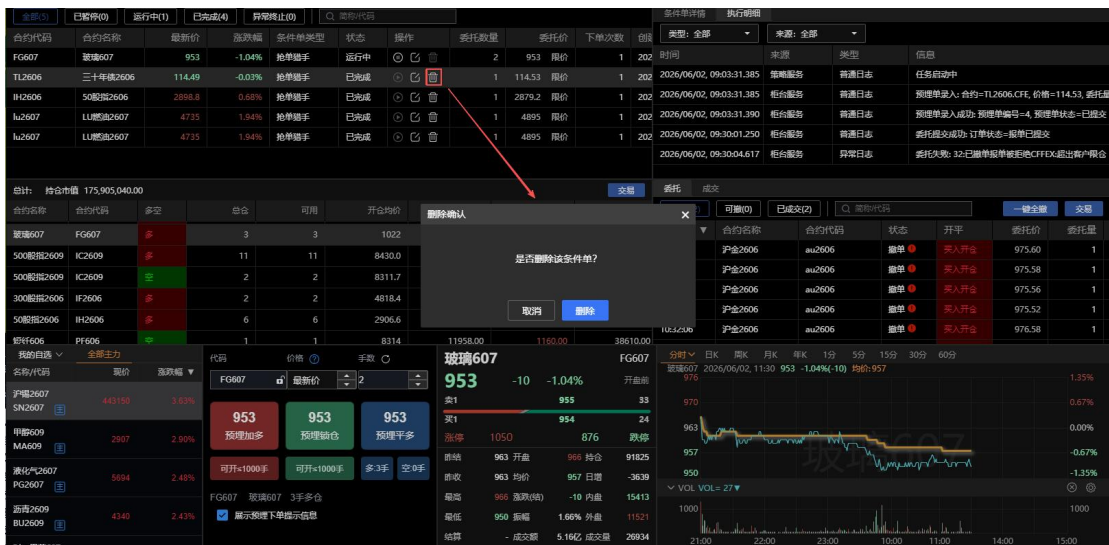 全部(5) 已暂停(0) 运行中(1) 已完成(4) 异常终止(0) 简称/代码
合约代码 合约名称 最新价 涨跌幅 条件单类型 状态 操作 委托数量 委托价 下单次数 创建
FG607 玻璃607 953 -1.04% 抢单猎手 运行中 2 953 限价 1 202
TL2606 三十年债2606 114.49 -0.03% 抢单猎手 已完成 1 114.53 限价 1 202
IH2606 50股指2606 2898.8 0.68% 抢单猎手 已完成 1 2879.2 限价 1 202
lu2607 LU燃油2607 4735 1.94% 抢单猎手 已完成 1 4895 限价 1 202
lu2607 LU燃油2607 4735 1.94% 抢单猎手 已完成 1 4895 限价 1 202
条件单详情 执行明细
类型: 全部 来源: 全部
时间 来源 类型 信息
2026/06/02, 09:03:31.385 策略服务 普通日志 任务启动中
2026/06/02, 09:03:31.385 柜台服务 普通日志 预埋单录入: 合约=TL2606.CFE, 价格=114.53, 委托量
2026/06/02, 09:03:31.390 柜台服务 普通日志 预埋单录入成功: 预埋单编号=4, 预埋单状态=已提交
2026/06/02, 09:30:01.250 柜台服务 普通日志 委托提交成功: 订单状态=报单已提交
2026/06/02, 09:30:04.617 柜台服务 异常日志 委托失败: 32:已撤单报单被拒绝CFFEX:超出客户限仓
总计: 持仓市值 175,905,040.00 交易
合约名称 合约代码 多空 总仓 可用 开仓均价
玻璃607 FG607 多 3 3 1022
500股指2609 IC2609 多 11 11 8430.0
500股指2609 IC2609 空 2 2 8311.7
300股指2606 IF2606 多 2 2 4818.4
50股指2606 IH2606 多 6 6 2906.6
短纤606 PF606 空 1 1 8314 11958.00 1160.00 38610.00
删除确认
是否删除该条件单?
取消 删除
委托 成交
可撤(0) 已成交(2) 简称/代码 一键全撤 交易
合约名称 合约代码 状态 开平 委托价 委托量
沪金2606 au2606 撤单 买入开仓 975.60 1
沪金2606 au2606 撤单 买入开仓 975.58 1
沪金2606 au2606 撤单 买入开仓 975.56 1
沪金2606 au2606 撤单 买入开仓 975.52 1
10:32:06 沪金2606 au2606 撤单 买入开仓 976.58 1
我的自选 全部主力
名称/代码 现价 涨跌幅
沪锡2607 443150 3.63%
SN2607 主
甲醇609 2907 2.90%
MA609 主
液化气2607 5694 2.48%
PG2607 主
沥青2609 4340 2.43%
BU2609 主
代码 价格 手数
FG607 最新价 2
953 953 953
预埋加多 预埋锁仓 预埋平多
可开≤1000手 可开≤1000手 多:3手 空:0手
FG607 玻璃607 3手多仓
展示预埋下单提示信息
玻璃607 FG607
953 -10 -1.04% 开盘前
卖1 955 33
买1 954 24
涨停 1050 876 跌停
昨结 963 开盘 966 持仓 91825
昨收 963 均价 957 日增 -3639
最高 966 涨跌(结) -10 内盘 15413
最低 950 振幅 1.66% 外盘 11521
结算 - 成交额 5.16亿 成交量 26934
分时 日K 周K 月K 年K 1分 5分 15分 30分 60分
玻璃607 2026/06/02, 11:30 953 -1.04%(-10) 均价:957
976 1.35%
970 0.67%
963 0.00%
957 -0.67%
950 -1.35%
玻璃607
VOL VOL= 27
1000 1000
21:00 22:00 23:00 10:00 11:00 14:00 15:00